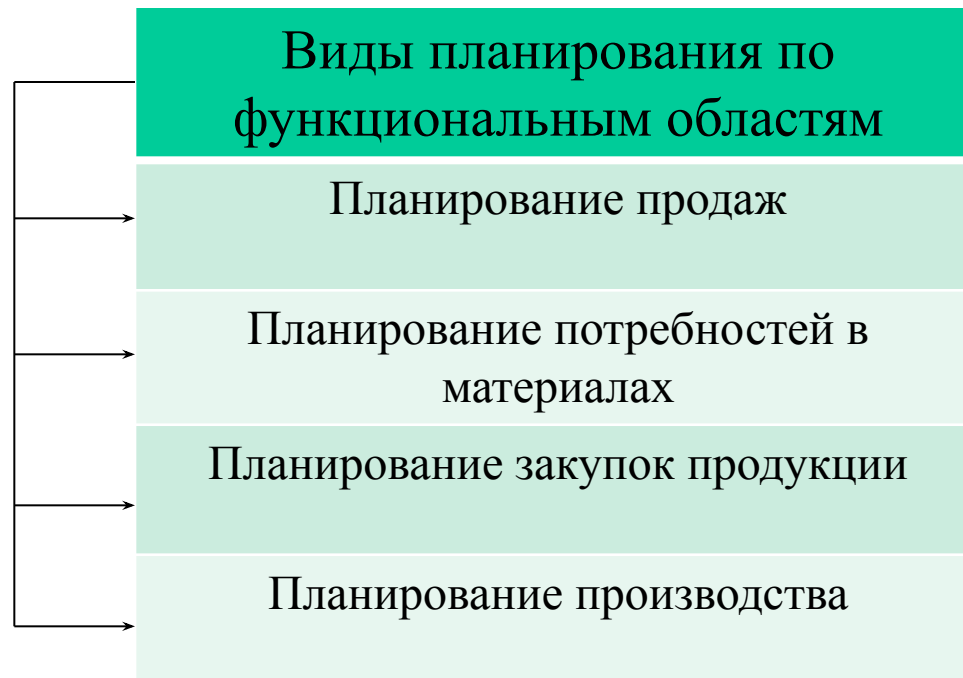 Виды планирования по
функциональным областям
Планирование продаж
Планирование потребностей в
материалах
Планирование закупок продукции
Планирование производства